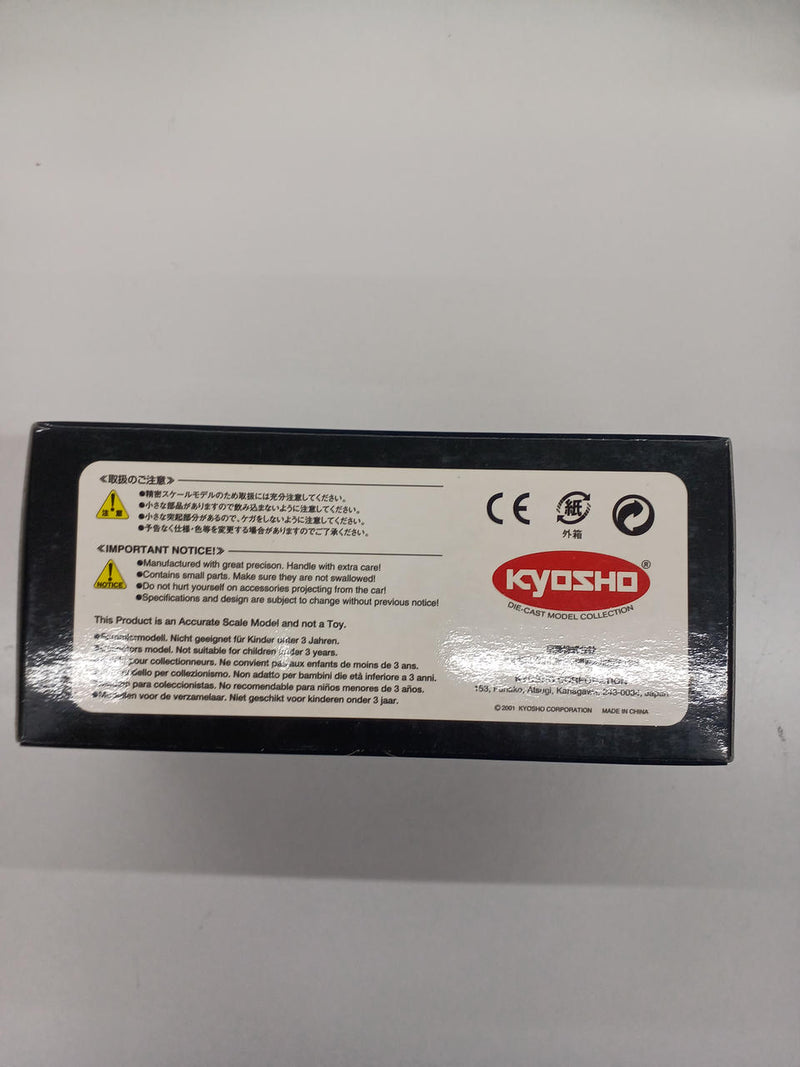 ≪取扱のご注意≫
注意
●精密スケールモデルのため取扱には充分注意してください。
●小さな部品がありますので飲み込まないように注意してください。
●小さな突起部分があるので、ケガをしないように注意してください。
●予告なく仕様・色等を変更する場合がありますのでご了承ください。
≪IMPORTANT NOTICE!≫
NOTICE
●Manufactured with great precison. Handle with extra care!
●Contains small parts. Make sure they are not swallowed!
●Do not hurt yourself on accessories projecting from the car!
●Specifications and design are subject to change without previous notice!
This Product is an Accurate Scale Model and not a Toy.
Nicht geeignet für Kinder unter 3 Jahren.
model. Not suitable for children under 3 years.
pour collectionneurs. Ne convient pas aux enfants de moins de 3 ans.
per collezionismo. Non adatto per bambini die età inferiore a 3 anni.
para coleccionistas. No recomendable para niños menores de 3 años.
voor de verzamelaar. Niet geschikt voor kinderen onder 3 jaar.
CE
紙
外箱
KYOSHO®
DIE-CAST MODEL COLLECTION
KYOSHO CORPORATION
153, Funako, Atsugi, Kanagawa, 243-0034, Japan
©2001 KYOSHO CORPORATION MADE IN CHINA